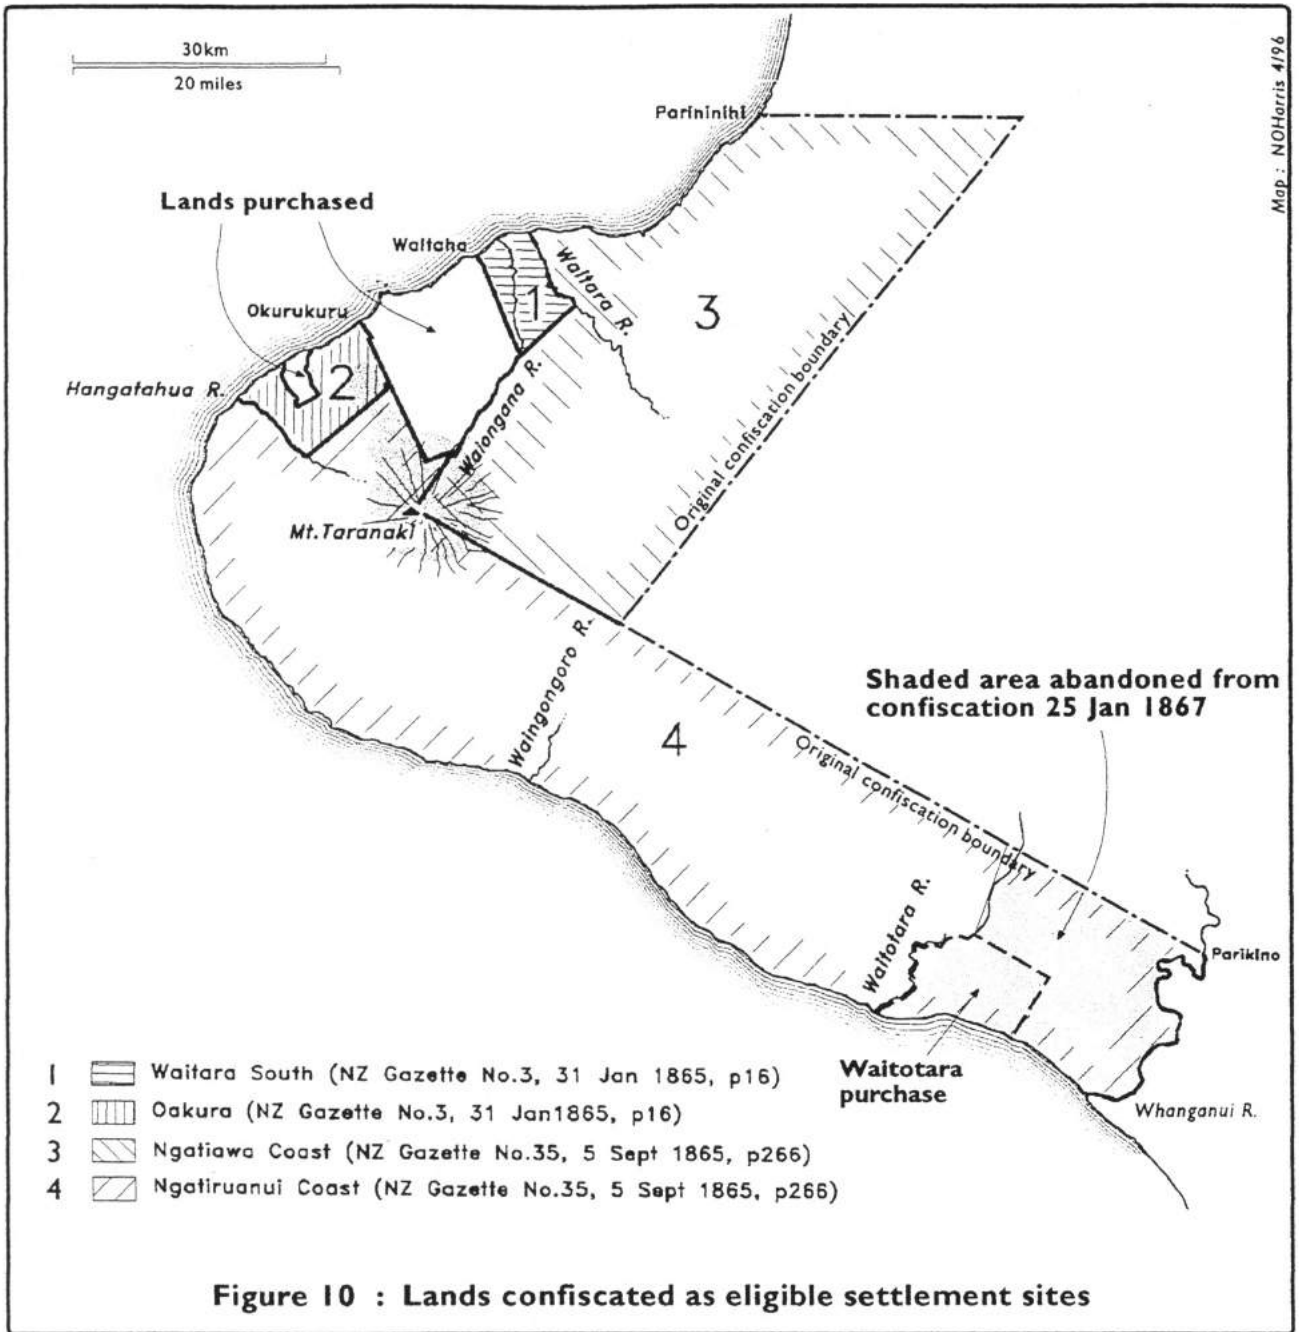 30km
20 miles
Map : NOHarris 4/96
Parininihi
Lands purchased
Waitaha
Waitara R.
1
3
Okurukuru
2
Hangatahua R.
Waiongana R.
Original confiscation boundary
Mt.Taranaki
Waingongoro R.
Shaded area abandoned from
confiscation 25 Jan 1867
4
Original confiscation boundary
Waitotara R.
Parikino
Waitotara
purchase
Whanganui R.
1 Waitara South (NZ Gazette No.3, 31 Jan 1865, p16)
2 Oakura (NZ Gazette No.3, 31 Jan1865, p16)
3 Ngatiawa Coast (NZ Gazette No.35, 5 Sept 1865, p266)
4 Ngatiruanui Coast (NZ Gazette No.35, 5 Sept 1865, p266)
Figure 10 : Lands confiscated as eligible settlement sites